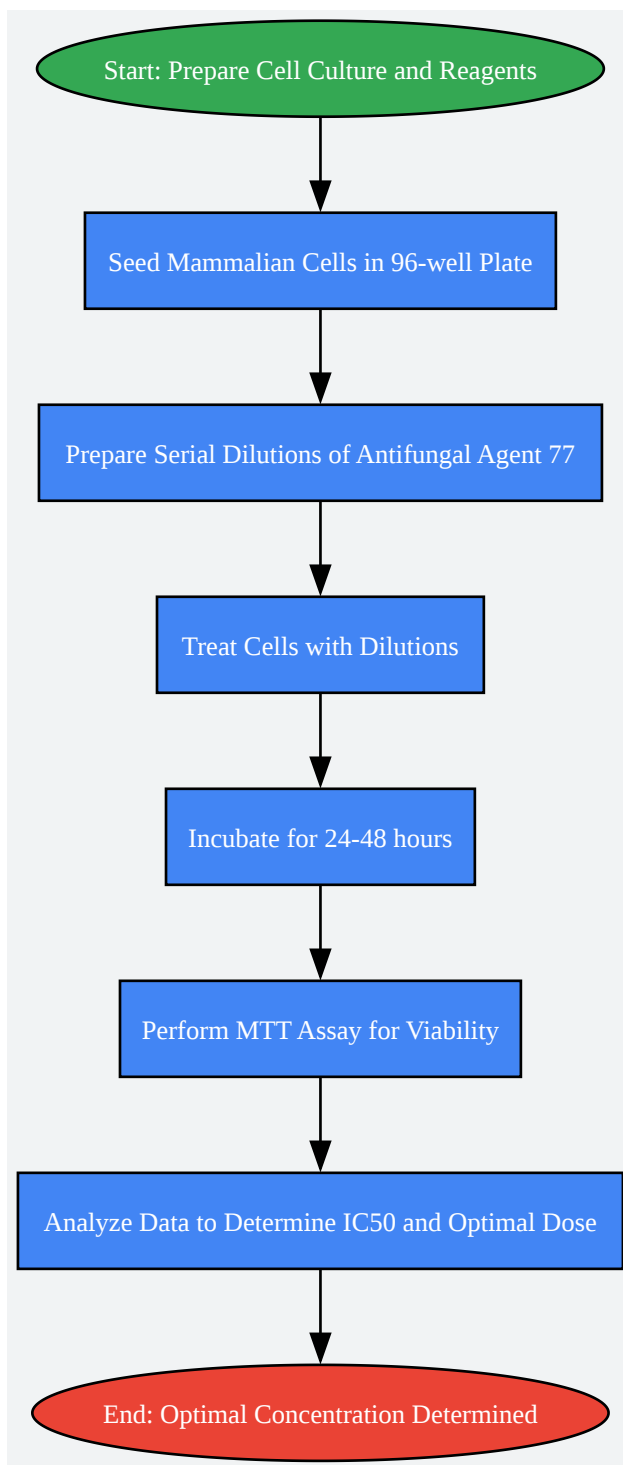 Start: Prepare Cell Culture and Reagents
Seed Mammalian Cells in 96-well Plate
Prepare Serial Dilutions of Antifungal Agent 77
Treat Cells with Dilutions
Incubate for 24-48 hours
Perform MTT Assay for Viability
Analyze Data to Determine IC50 and Optimal Dose
End: Optimal Concentration Determined